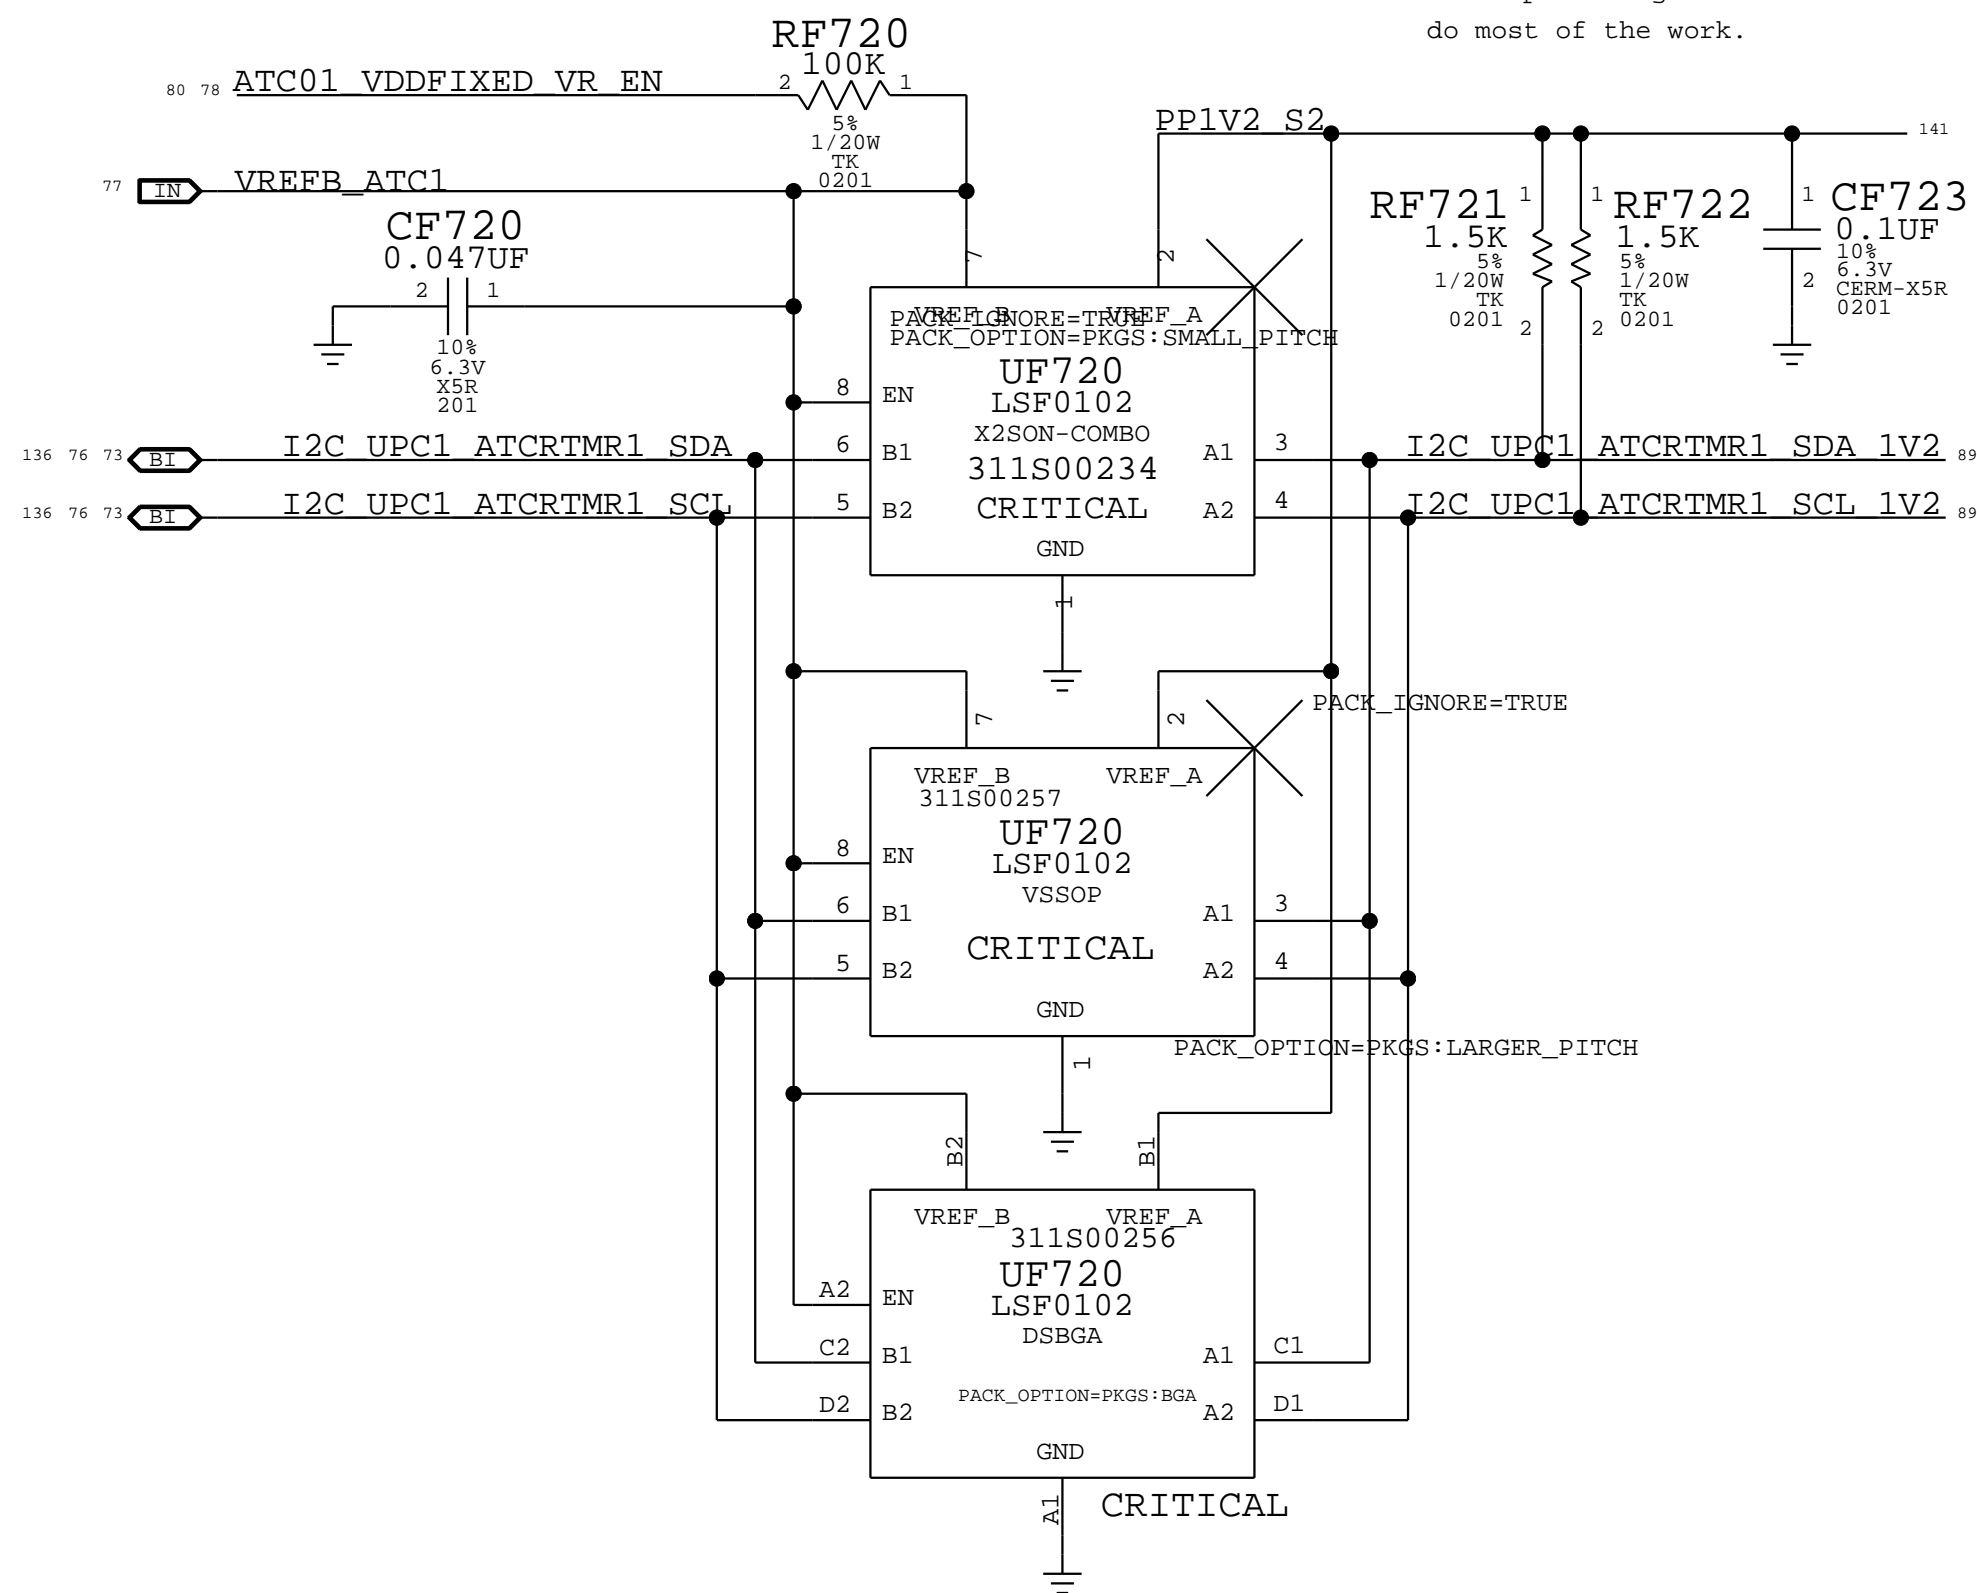 do most of the work.
RF720
100K
2
1
80 78 ATC01_VDDFIXED_VR_EN
5%
1/20W
TK
0201
PP1V2_S2
141
77 IN VREFB_ATC1
CF720
0.047UF
2
1
10%
6.3V
X5R
201
RF721
1.5K
5%
1/20W
TK
0201
1
2
1
2
RF722
1.5K
5%
1/20W
TK
0201
1
2
CF723
0.1UF
10%
6.3V
CERM-X5R
0201
7
2
VREF_B
VREF_A
PACK_IGNORE=TRUE
PACK_OPTION=PKGS:SMALL_PITCH
UF720
LSF0102
X2SON-COMBO
311S00234
CRITICAL
8 EN
6 B1
5 B2
A1 3
A2 4
GND
1
136 76 73 BI I2C_UPC1_ATCRTMR1_SDA
136 76 73 BI I2C_UPC1_ATCRTMR1_SCL
I2C_UPC1_ATCRTMR1_SDA_1V2 89
I2C_UPC1_ATCRTMR1_SCL_1V2 89
7
2
PACK_IGNORE=TRUE
VREF_B
VREF_A
311S00257
UF720
LSF0102
VSSOP
CRITICAL
8 EN
6 B1
5 B2
A1 3
A2 4
GND
PACK_OPTION=PKGS:LARGER_PITCH
1
B2
B1
VREF_B
VREF_A
311S00256
UF720
LSF0102
DSBGA
A2 EN
C2 B1
D2 B2
A1 C1
A2 D1
PACK_OPTION=PKGS:BGA
GND
A1
CRITICAL